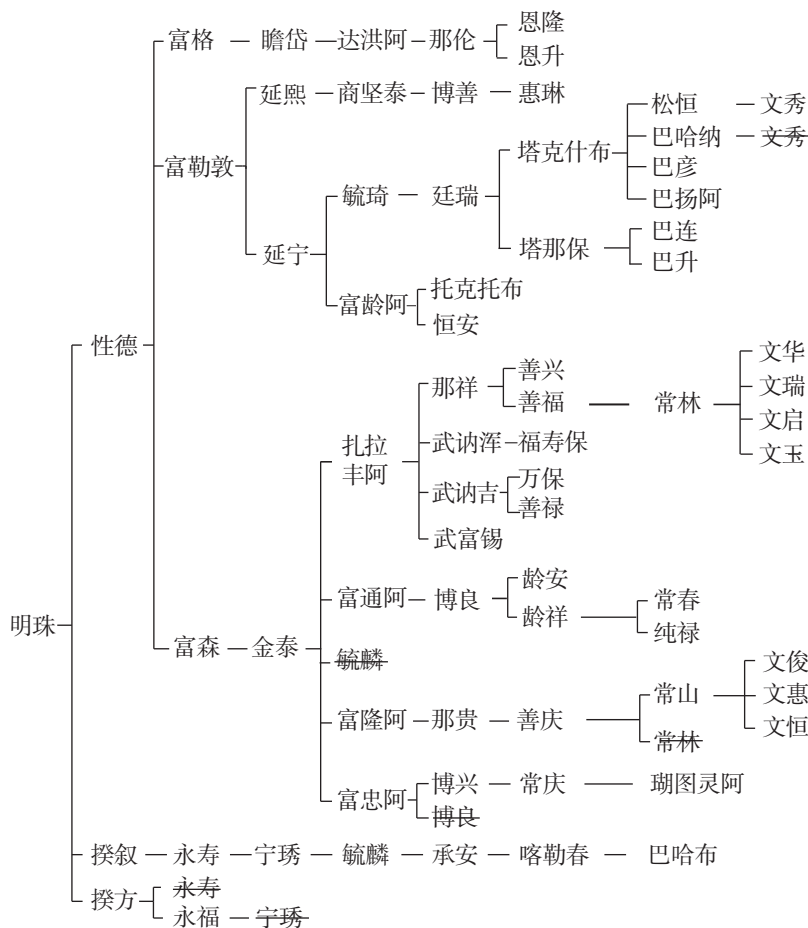 富格 瞻岱 达洪阿 那伦 恩隆
恩升
延熙 商坚泰 博善 惠琳
富勒敦
延宁
毓琦 廷瑞
塔克什布
松恒 文秀
巴哈纳 文秀
巴彦
巴扬阿
塔那保
巴连
巴升
富龄阿
托克托布
恒安
性德
扎拉
丰阿
那祥
善兴
善福
常林
文华
文瑞
文启
文玉
武讷浑 福寿保
武讷吉
万保
善禄
武富锡
明珠
富森 金泰
富通阿 博良
龄安
龄祥
常春
纯禄
毓麟
富隆阿 那贵 善庆
常山
常林
文俊
文惠
文恒
富忠阿
博兴 常庆 瑚图灵阿
博良
揆叙 永寿 宁琇 毓麟 承安 喀勒春 巴哈布
揆方
永寿
永福 宁琇